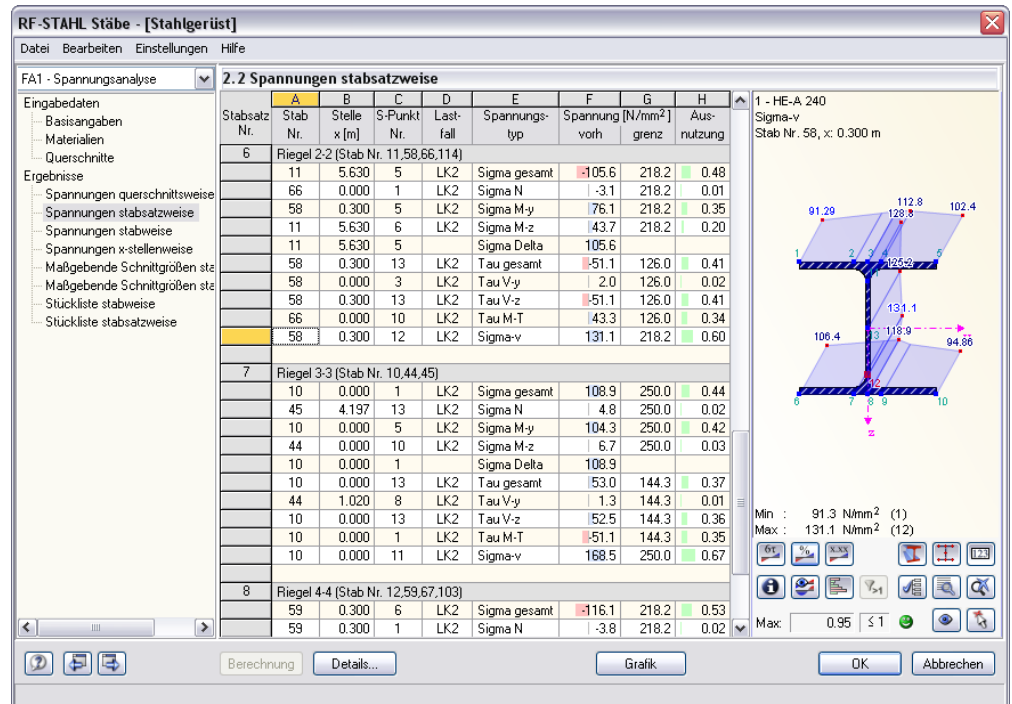 RF-STAHL Stäbe - [Stahlgerüst]
Datei Bearbeiten Einstellungen Hilfe
FA1 - Spannungsanalyse
Eingabedaten
Basisangaben
Materialien
Querschnitte
Ergebnisse
Spannungen querschnittsweise
Spannungen stabsatzweise
Spannungen stabweise
Spannungen x-stellenweise
Maßgebende Schnittgrößen sta
Maßgebende Schnittgrößen sta
Stückliste stabweise
Stückliste stabsatzweise
2.2 Spannungen stabsatzweise
A B C D E F G H
Stabsatz Stab Stelle S-Punkt Last- Spannungs- Spannung [N/mm²] Aus-
Nr. Nr. x [m] Nr. fall typ vorh grenz nutzung
6 Riegel 2-2 (Stab Nr. 11,58,66,114)
11 5.630 5 LK2 Sigma gesamt -105.6 218.2 0.48
66 0.000 1 LK2 Sigma N -3.1 218.2 0.01
58 0.300 5 LK2 Sigma M-y 76.1 218.2 0.35
11 5.630 6 LK2 Sigma M-z 43.7 218.2 0.20
11 5.630 5 Sigma Delta 105.6
58 0.300 13 LK2 Tau gesamt -51.1 126.0 0.41
58 0.000 3 LK2 Tau V-y 2.0 126.0 0.02
58 0.300 13 LK2 Tau V-z -51.1 126.0 0.41
66 0.000 10 LK2 Tau M-T 43.3 126.0 0.34
58 0.300 12 LK2 Sigma-v 131.1 218.2 0.60
7 Riegel 3-3 (Stab Nr. 10,44,45)
10 0.000 1 LK2 Sigma gesamt 108.9 250.0 0.44
45 4.197 13 LK2 Sigma N 4.8 250.0 0.02
10 0.000 5 LK2 Sigma M-y 104.3 250.0 0.42
44 0.000 10 LK2 Sigma M-z 6.7 250.0 0.03
10 0.000 1 Sigma Delta 108.9
10 0.000 13 LK2 Tau gesamt 53.0 144.3 0.37
44 1.020 8 LK2 Tau V-y 1.3 144.3 0.01
10 0.000 13 LK2 Tau V-z 52.5 144.3 0.36
10 0.000 1 LK2 Tau M-T -51.1 144.3 0.35
10 0.000 11 LK2 Sigma-v 168.5 250.0 0.67
8 Riegel 4-4 (Stab Nr. 12,59,67,103)
59 0.300 6 LK2 Sigma gesamt -116.1 218.2 0.53
59 0.300 1 LK2 Sigma N -3.8 218.2 0.02
1 - HE-A 240
Sigma-v
Stab Nr. 58, x: 0.300 m
112.8
91.29 128.8 102.4
1 2 3 4 5
125.2
131.1
106.4 13 118.9 94.86
12
6 7 8 9 10
z
Min : 91.3 N/mm² (1)
Max : 131.1 N/mm² (12)
στ % x.xx 123
Max: 0.95 ≤ 1
Berechnung Details... Grafik OK Abbrechen